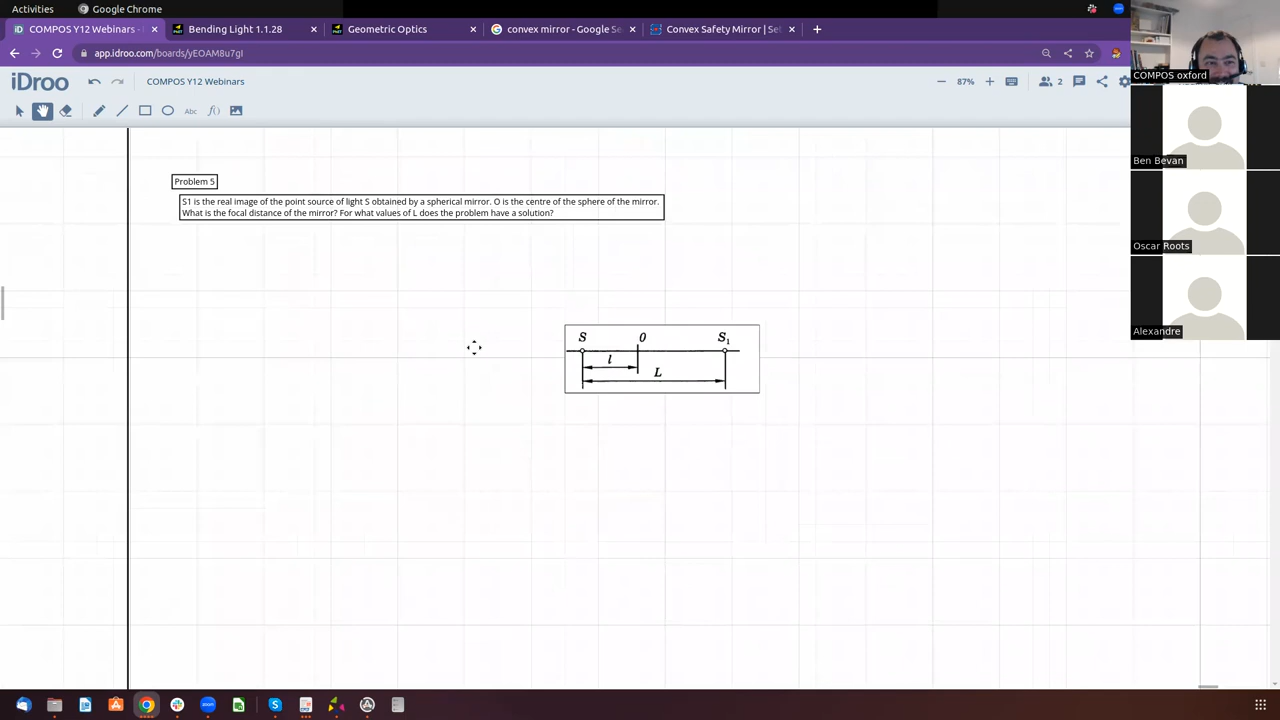 Activities
Google Chrome
COMPOS Y12 Webinars -
Bending Light 1.1.28
Geometric Optics
convex mirror - Google Se
Convex Safety Mirror | Se
app.idroo.com/boards/yEOAM8u7gI
iDroo
COMPOS Y12 Webinars
87%
2
Abc
f()
Problem 5
S1 is the real image of the point source of light S obtained by a spherical mirror. O is the centre of the sphere of the mirror.
What is the focal distance of the mirror? For what values of L does the problem have a solution?
S 0 S1
l
L
COMPOS oxford
Ben Bevan
Oscar Roots
Alexandre